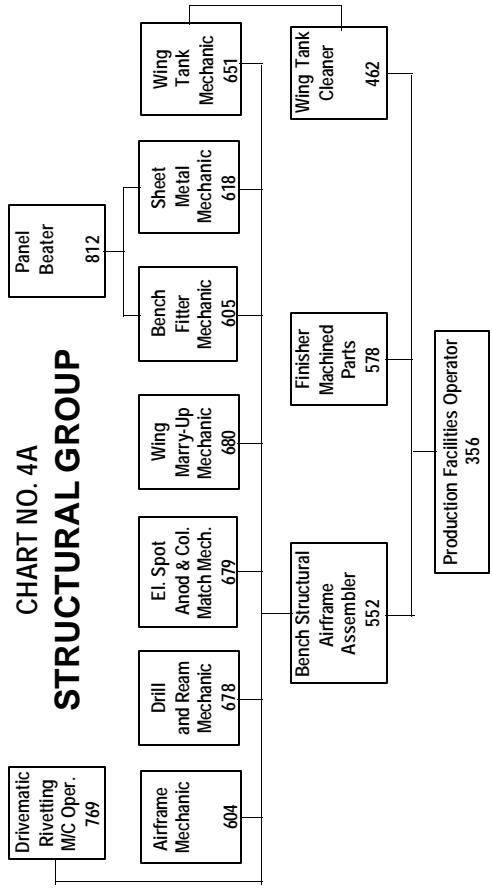 CHART NO. 4A
STRUCTURAL GROUP
Drivematic
Rivetting
M/C Oper.
769
Panel
Beater
812
Airframe
Mechanic
604
Drill
and Ream
Mechanic
678
El. Spot
Anod & Col.
Match Mech.
679
Wing
Marry-Up
Mechanic
680
Bench
Fitter
Mechanic
605
Sheet
Metal
Mechanic
618
Wing
Tank
Mechanic
651
Bench Structural
Airframe
Assembler
552
Finisher
Machined
Parts
578
Wing Tank
Cleaner
462
Production Facilities Operator
356